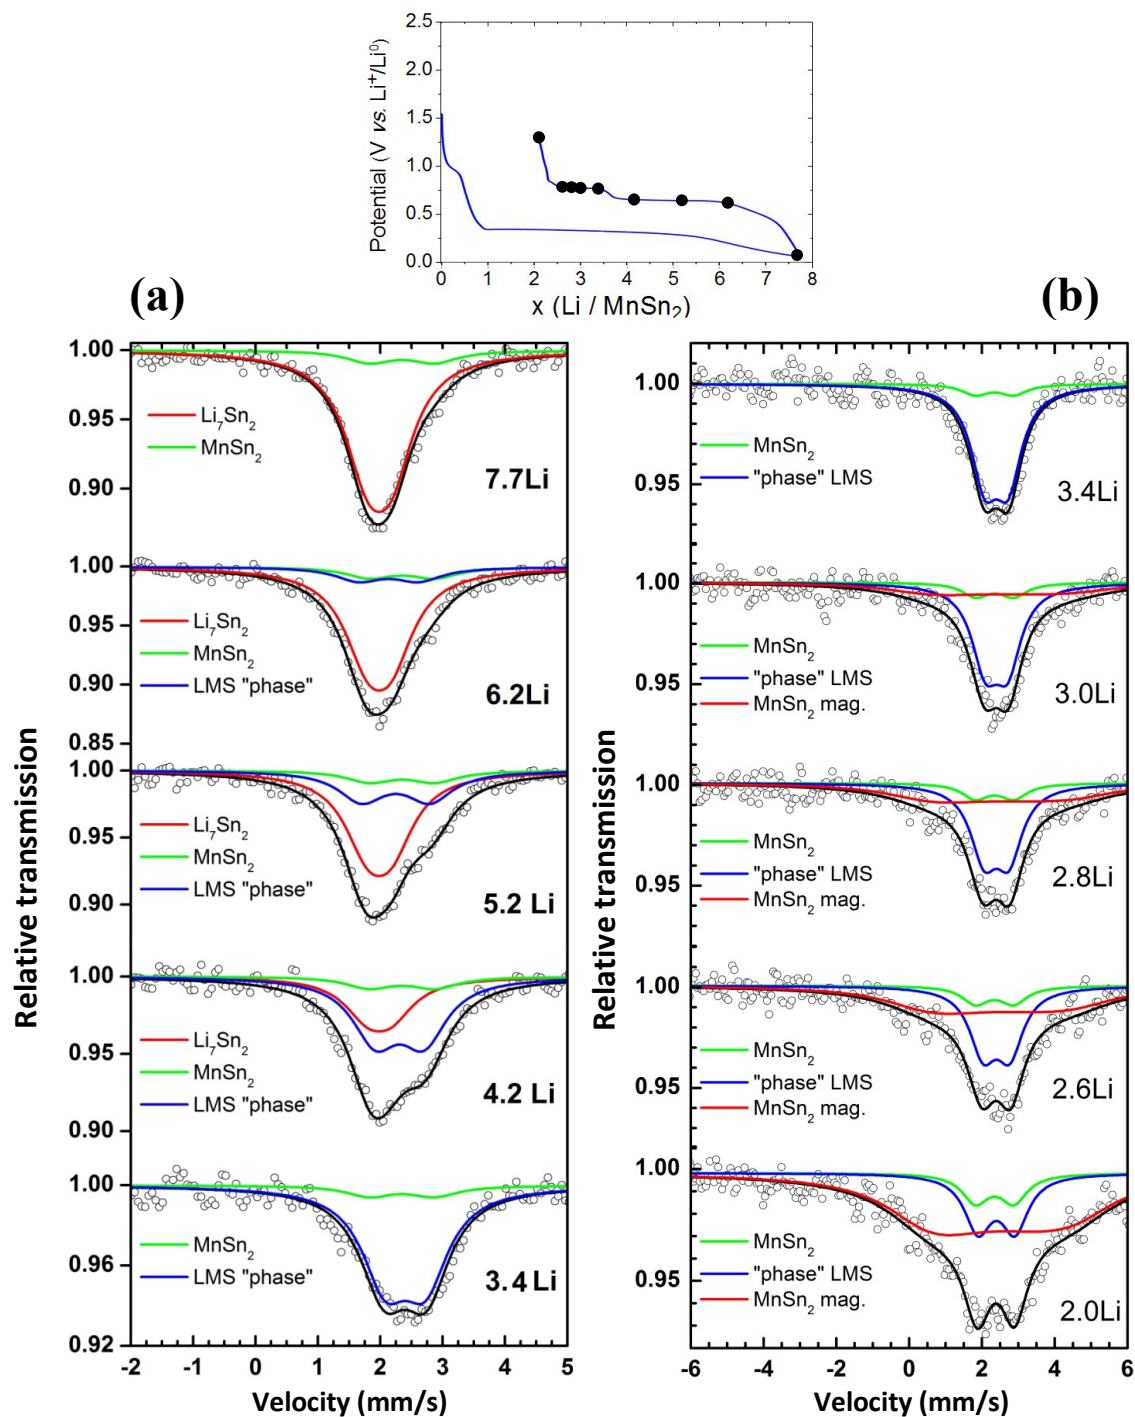 2.5
2.0
1.5
1.0
0.5
0.0
Potential (V vs. Li⁺/Li⁰)
0 1 2 3 4 5 6 7 8
x (Li / MnSn₂)
(a)
(b)
Relative transmission
1.00
0.95
0.90
Li₇Sn₂
MnSn₂
7.7Li
1.00
0.95
0.90
0.85
Li₇Sn₂
MnSn₂
LMS "phase"
6.2Li
1.00
0.95
0.90
Li₇Sn₂
MnSn₂
LMS "phase"
5.2 Li
1.00
0.95
0.90
Li₇Sn₂
MnSn₂
LMS "phase"
4.2 Li
1.00
0.96
0.92
MnSn₂
LMS "phase"
3.4 Li
-2 -1 0 1 2 3 4 5
Velocity (mm/s)
Relative transmission
1.00
0.95
MnSn₂
"phase" LMS
3.4Li
1.00
0.95
MnSn₂
"phase" LMS
MnSn₂ mag.
3.0Li
1.00
0.95
MnSn₂
"phase" LMS
MnSn₂ mag.
2.8Li
1.00
0.95
MnSn₂
"phase" LMS
MnSn₂ mag.
2.6Li
1.00
0.95
MnSn₂
"phase" LMS
MnSn₂ mag.
2.0Li
-6 -4 -2 0 2 4 6
Velocity (mm/s)